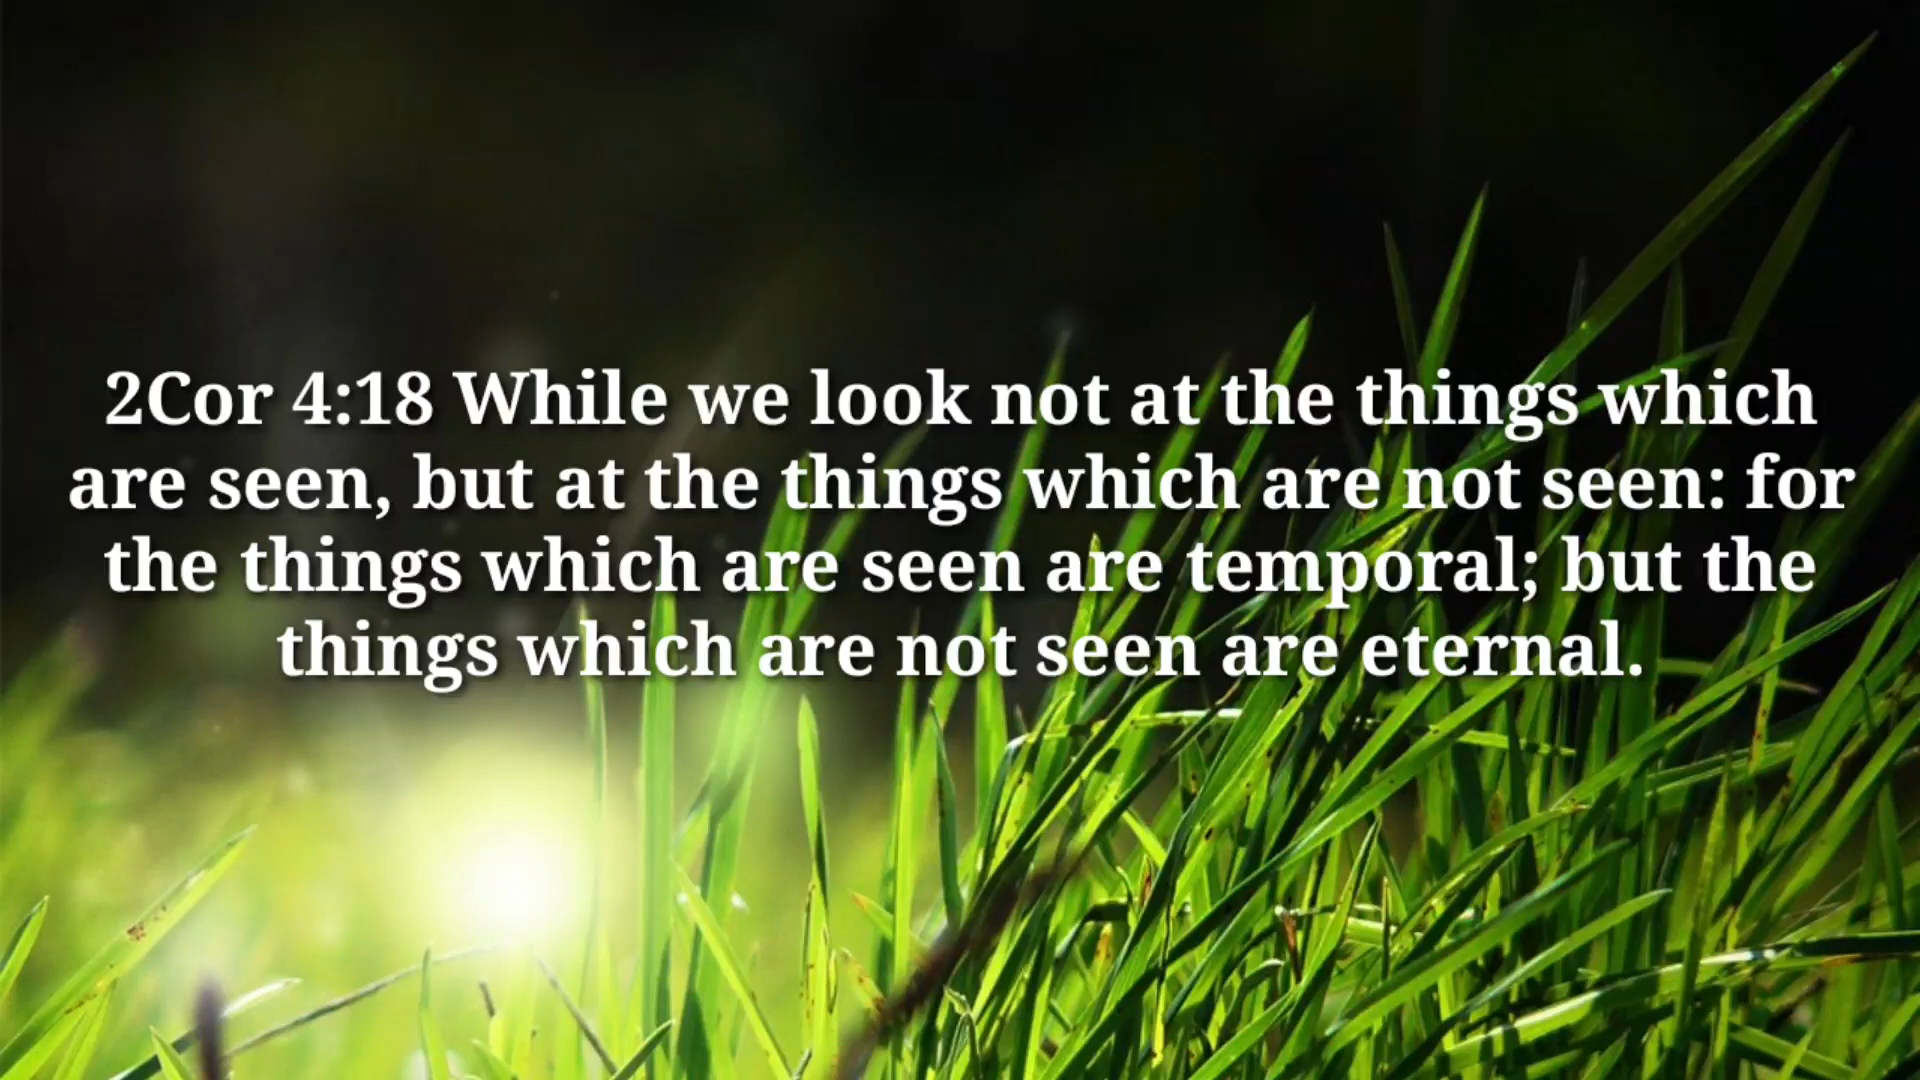 2Cor 4:18 While we look not at the things which
are seen, but at the things which are not seen: for
the things which are seen are temporal; but the
things which are not seen are eternal.